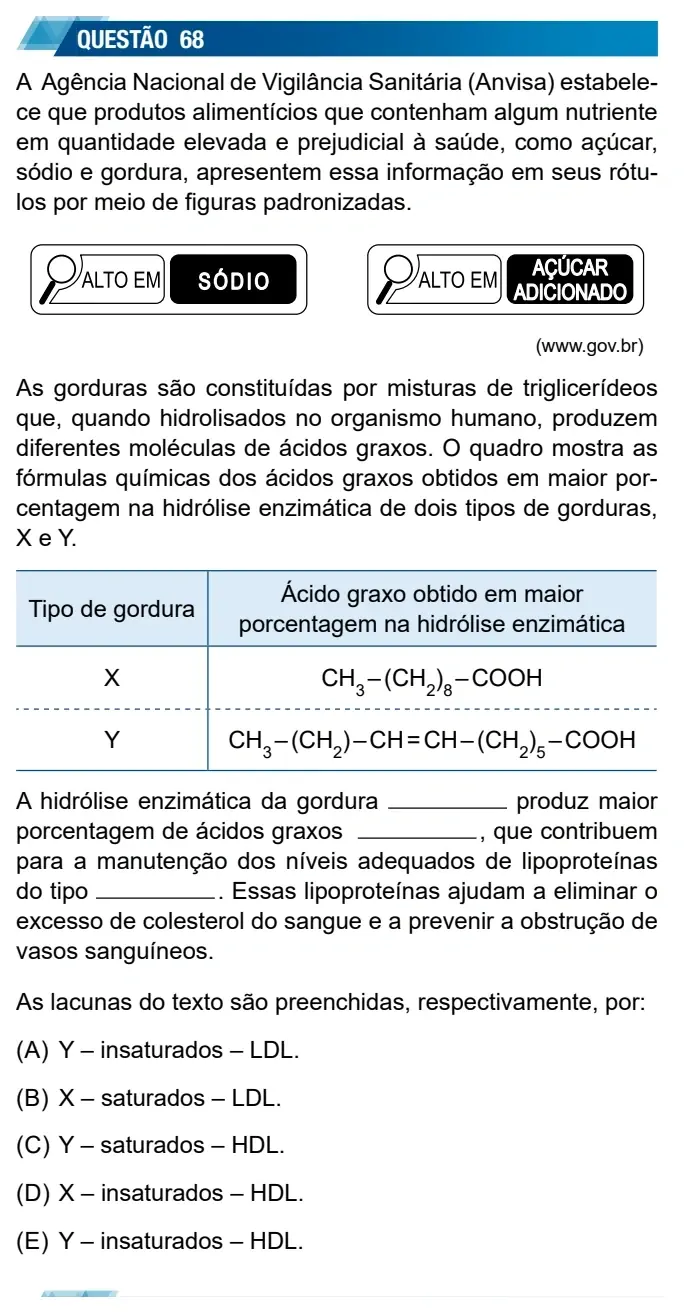 QUESTÃO 68
A Agência Nacional de Vigilância Sanitária (Anvisa) estabele-
ce que produtos alimentícios que contenham algum nutriente
em quantidade elevada e prejudicial à saúde, como açúcar,
sódio e gordura, apresentem essa informação em seus rótu-
los por meio de figuras padronizadas.
ALTO EM SÓDIO
ALTO EM AÇÚCAR ADICIONADO
(www.gov.br)
As gorduras são constituídas por misturas de triglicerídeos
que, quando hidrolisados no organismo humano, produzem
diferentes moléculas de ácidos graxos. O quadro mostra as
fórmulas químicas dos ácidos graxos obtidos em maior por-
centagem na hidrólise enzimática de dois tipos de gorduras,
X e Y.
Tipo de gordura
Ácido graxo obtido em maior
porcentagem na hidrólise enzimática
X
CH₃–(CH₂)₈–COOH
Y
CH₃–(CH₂)–CH=CH–(CH₂)₅–COOH
A hidrólise enzimática da gordura __________ produz maior
porcentagem de ácidos graxos __________, que contribuem
para a manutenção dos níveis adequados de lipoproteínas
do tipo __________. Essas lipoproteínas ajudam a eliminar o
excesso de colesterol do sangue e a prevenir a obstrução de
vasos sanguíneos.
As lacunas do texto são preenchidas, respectivamente, por:
(A) Y – insaturados – LDL.
(B) X – saturados – LDL.
(C) Y – saturados – HDL.
(D) X – insaturados – HDL.
(E) Y – insaturados – HDL.